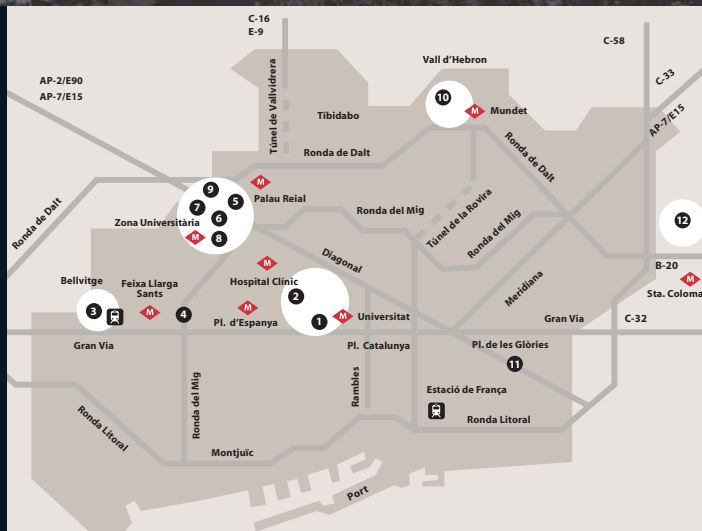 C-16
E-9
C-58
Vall d'Hebron
C-33
AP-2/E90
AP-7/E15
Túnel de Vallvidrera
10
M
Mundet
Tibidabo
AP-7/E15
Ronda de Dalt
Ronda de Dalt
M
9
Palau Reial
7
5
6
Zona Universitària
M
8
Ronda de Dalt
Ronda del Mig
Túnel de la Rovira
Ronda del Mig
12
Diagonal
M
Hospital Clínic
B-20
M
Sta. Coloma
Meridiana
Bellvitge
Feixa Llarga
Sants
3
M
4
M
Pl. d'Espanya
2
1
M
Universitat
Gran Via
C-32
Gran Via
Pl. Catalunya
Pl. de les Glòries
11
Ronda del Mig
Rambles
Estació de França
Ronda Litoral
Ronda Litoral
Montjuïc
Port